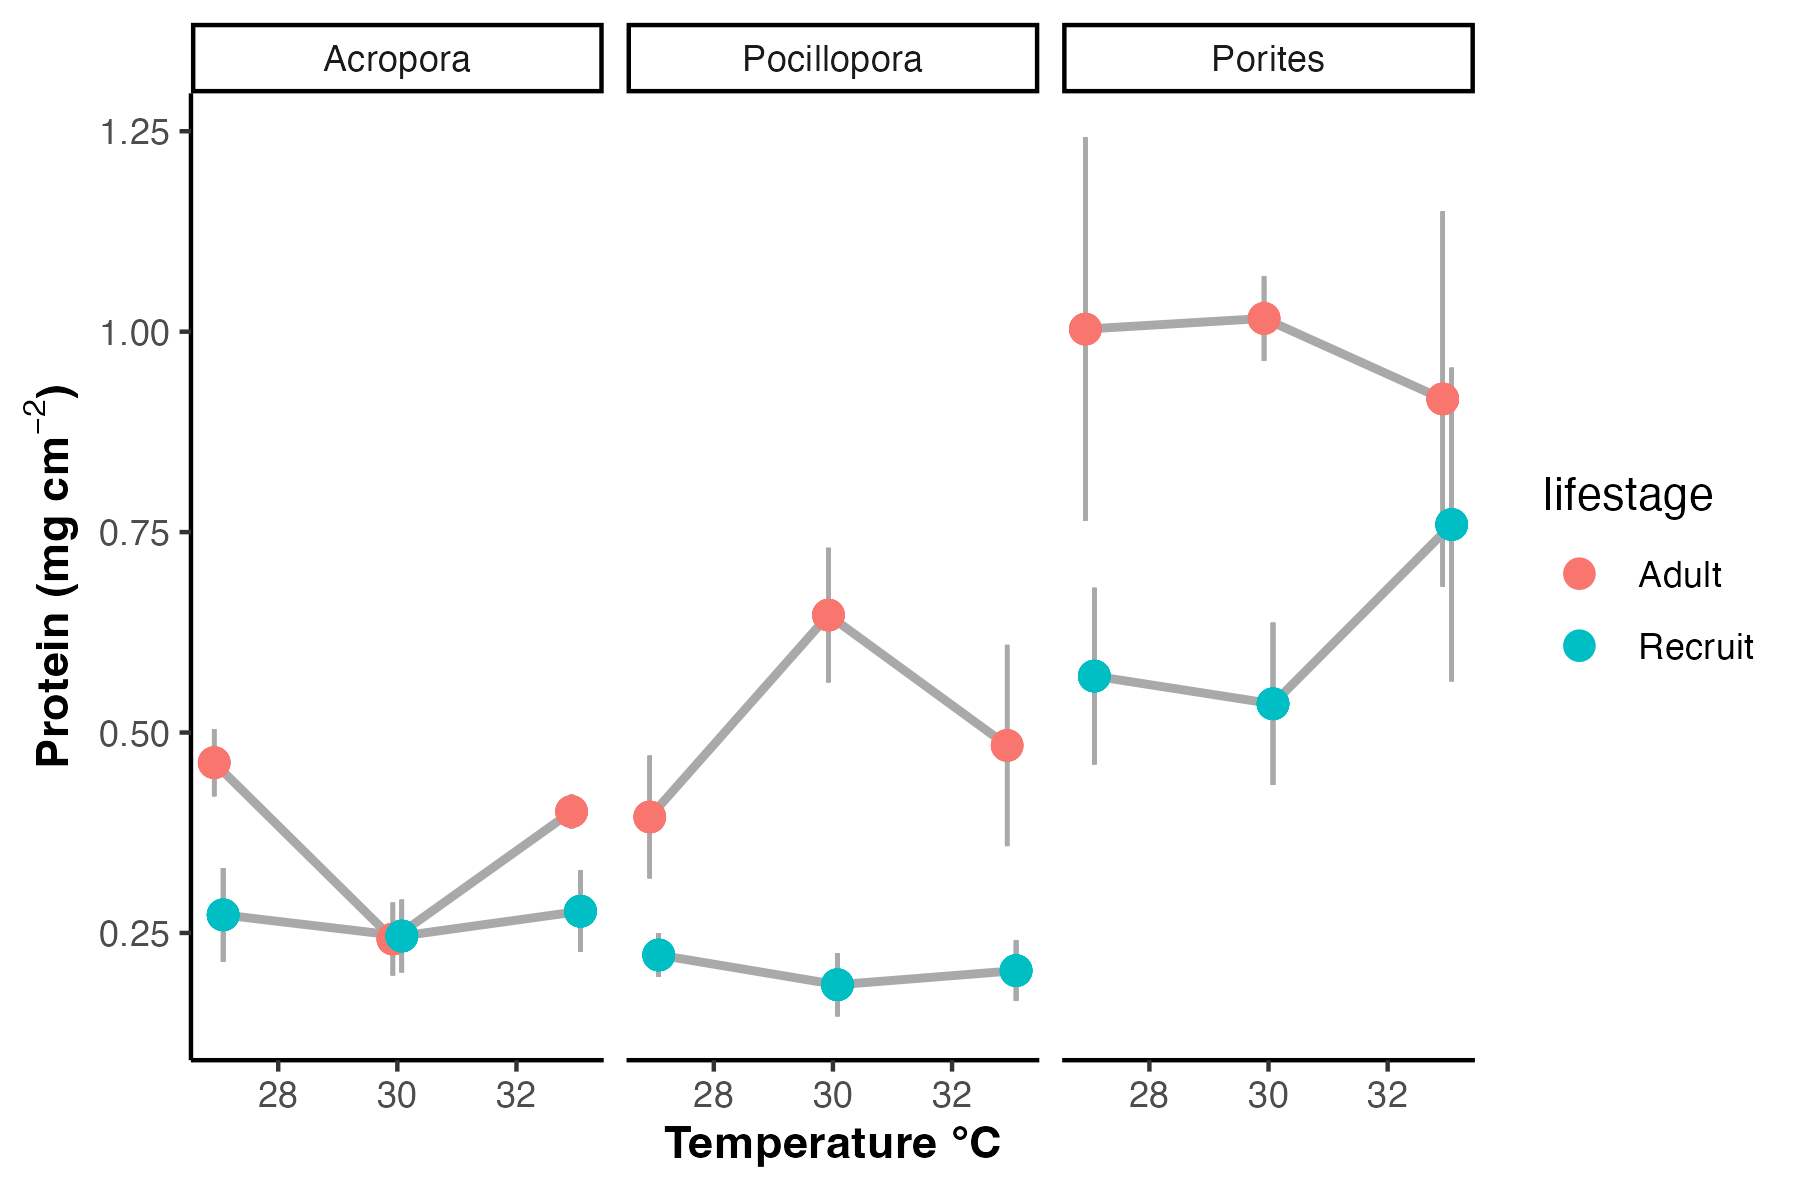 Acropora Pocillopora Porites
1.25
1.00
0.75
0.50
0.25
Protein (mg cm⁻²)
28 30 32 28 30 32 28 30 32
Temperature °C
lifestage
Adult
Recruit